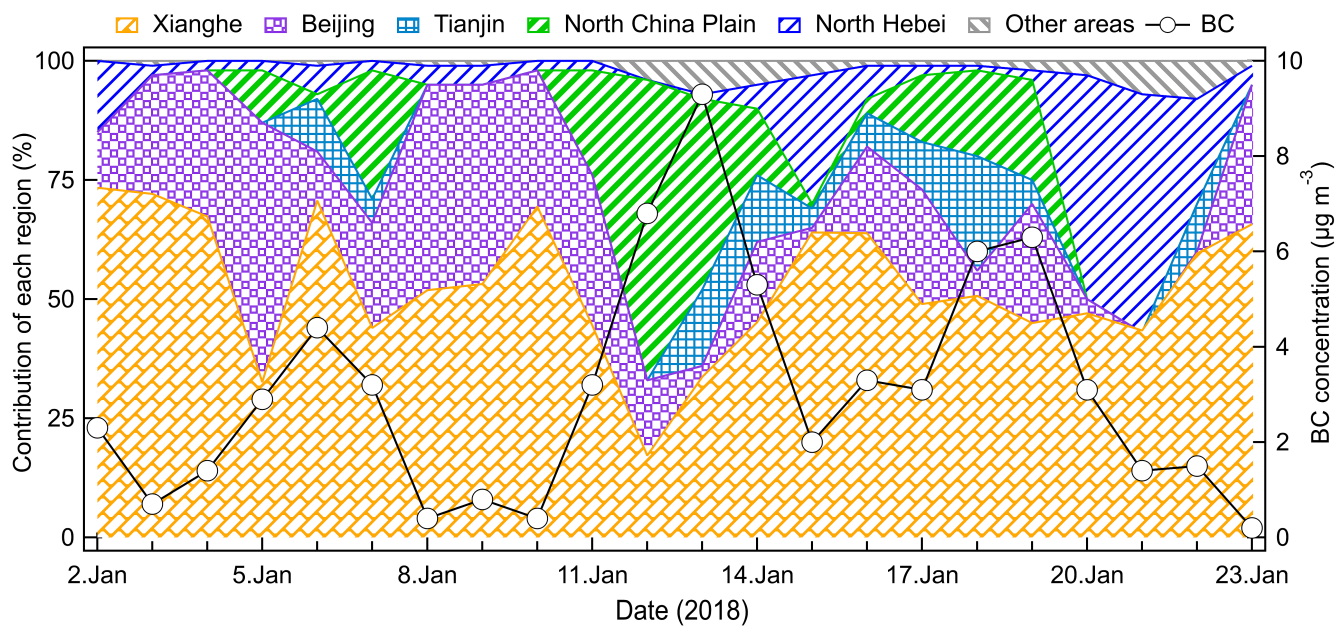 Xianghe Beijing Tianjin North China Plain North Hebei Other areas BC
Contribution of each region (%)
100
75
50
25
0
10
8
6
4
2
0
BC concentration (μg m⁻³)
2.Jan 5.Jan 8.Jan 11.Jan 14.Jan 17.Jan 20.Jan 23.Jan
Date (2018)